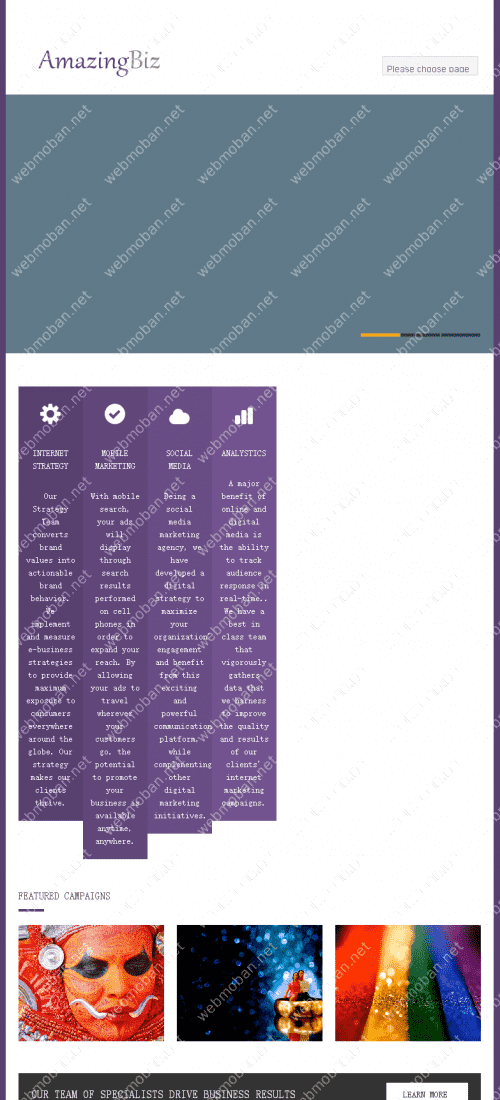 AmazingBiz
Please choose page
INTERNET
STRATEGY
Our
Strategy
Team
converts
brand
values into
actionable
brand
behavior.
We
implement
and measure
e-business
strategies
to provide
maximum
exposure to
consumers
everywhere
around the
globe. Our
strategy
makes our
clients
thrive.
MOBILE
MARKETING
With mobile
search,
your ads
will
display
through
search
results
performed
on cell
phones in
order to
expand your
reach. By
allowing
your ads to
travel
wherever
your
customers
go, the
potential
to promote
your
business is
available
anytime,
anywhere.
SOCIAL
MEDIA
Being a
social
media
marketing
agency, we
have
developed a
digital
strategy to
maximize
your
organization
engagement
and benefit
from this
exciting
and
powerful
communication
platform,
while
complementing
other
digital
marketing
initiatives.
ANALYSTICS
A major
benefit of
online and
digital
media is
the ability
to track
audience
response in
real-time..
We have a
best in
class team
that
vigorously
gathers
data that
we harness
to improve
the quality
and results
of our
clients'
internet
marketing
campaigns.
FEATURED CAMPAIGNS
OUR TEAM OF SPECIALISTS DRIVE BUSINESS RESULTS
LEARN MORE
webmoban.net